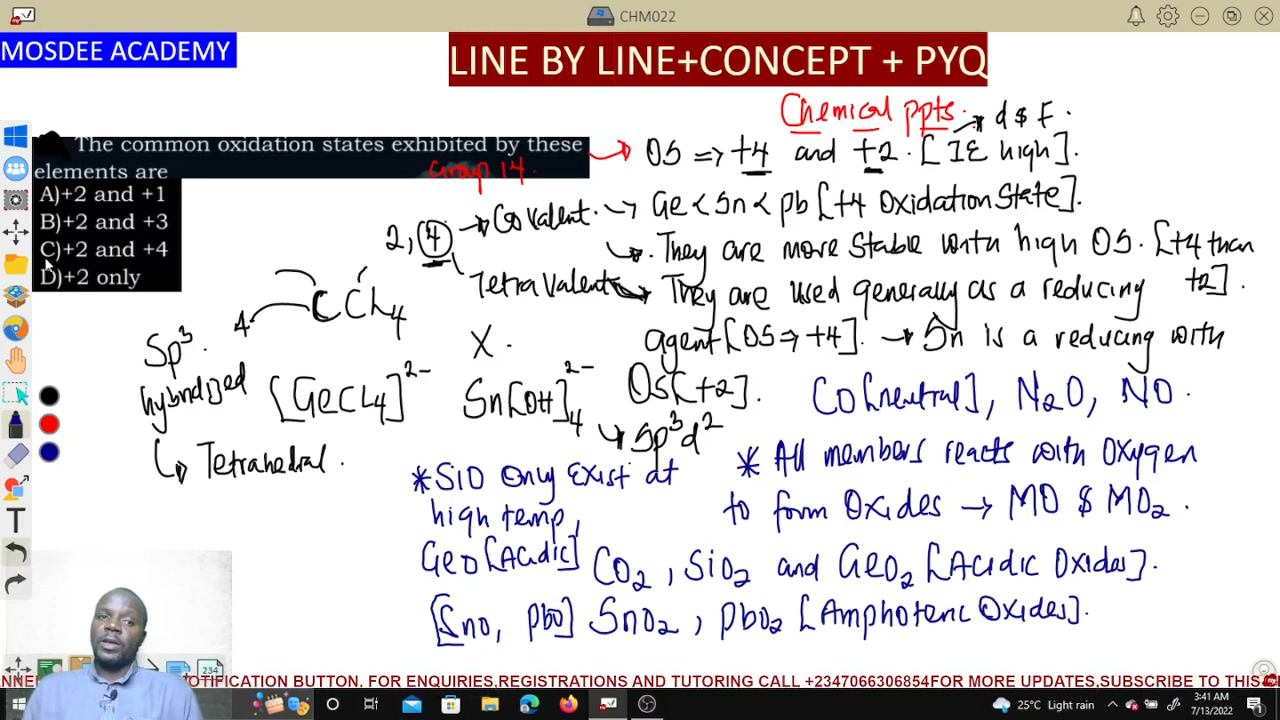 CHM022
MOSDEE ACADEMY
LINE BY LINE+CONCEPT + PYQ
The common oxidation states exhibited by these
elements are
Group 14.
A)+2 and +1
B)+2 and +3
C)+2 and +4
D)+2 only
Chemical ppts.
d $ F.
OS => +4 and +2. [IE high].
Ge < Sn < pb [+4 Oxidation State].
2, 4 → Covalent.
They are more Stable with high OS. [+4 than
+2].
TetraValent
They are used generally as a reducing
agent [OS => +4]. → Sn is a reducing with
CCl4
4
Sp3.
hybridized
Tetrahedral.
X.
[GeCl4]2-
Sn[OH]4 2-
Os[+2].
Sp3d2
CO[neutral], N2O, NO.
* SiO Only Exist at
high temp,
GeO [Acidic]
* All members reacts with Oxygen
to form Oxides → MO $ MO2.
CO2, SiO2 and GeO2 [Acidic Oxides].
[Sno, pbo] SnO2, pbO2 [Amphoteric Oxides].
234
OTIFICATION BUTTON, FOR ENQUIRIES,REGISTRATIONS AND TUTORIAL CALL +2347066306854FOR MORE UPDATES,SUBSCRIBE TO THIS
25°C Light rain
3:41 AM
7/13/2022